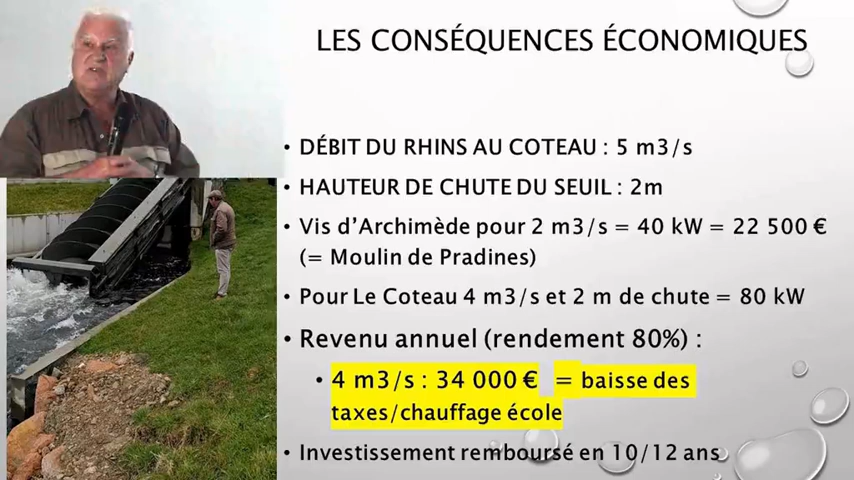 LES CONSÉQUENCES ÉCONOMIQUES
• DÉBIT DU RHINS AU COTEAU : 5 m3/s
• HAUTEUR DE CHUTE DU SEUIL : 2m
• Vis d’Archimède pour 2 m3/s = 40 kW = 22 500 €
(= Moulin de Pradines)
• Pour Le Coteau 4 m3/s et 2 m de chute = 80 kW
• Revenu annuel (rendement 80%) :
• 4 m3/s : 34 000 € = baisse des
taxes/chauffage école
• Investissement remboursé en 10/12 ans